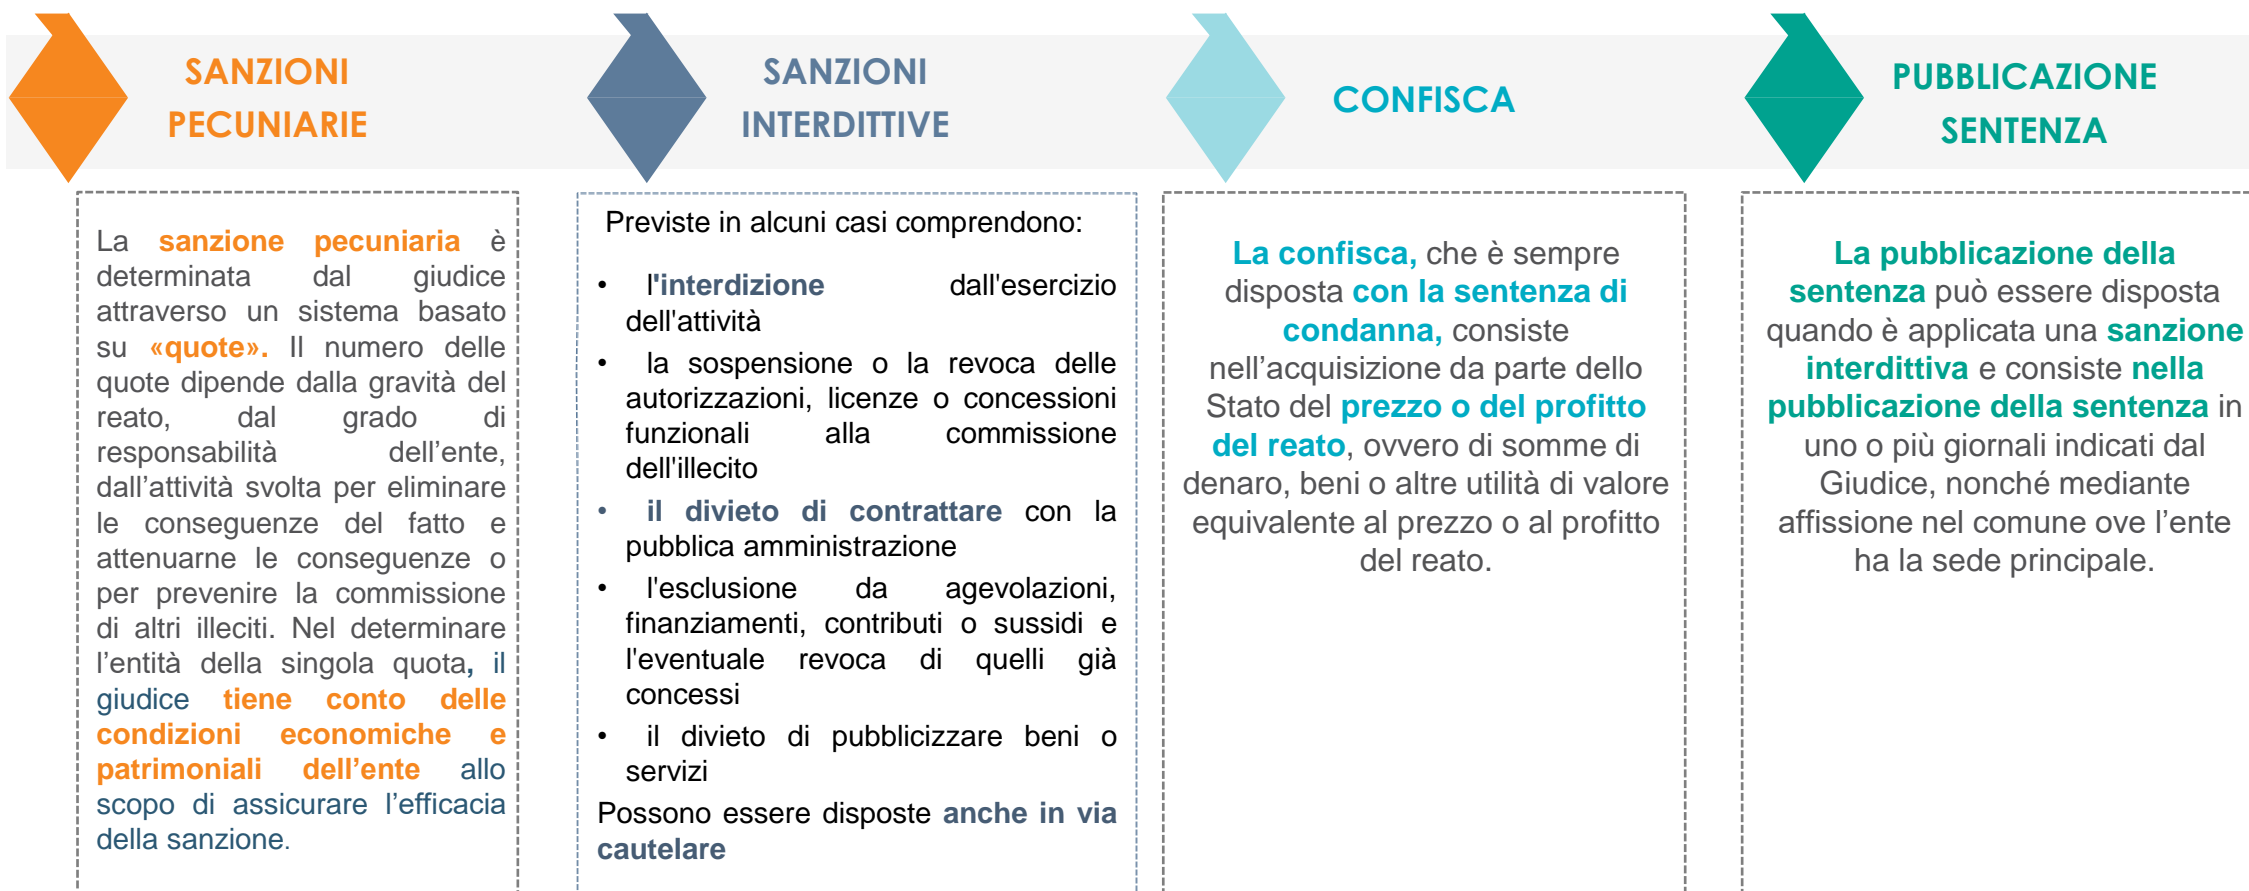 SANZIONI
PECUNIARIE
La sanzione pecuniaria è
determinata dal giudice
attraverso un sistema basato
su «quote». Il numero delle
quote dipende dalla gravità del
reato, dal grado di
responsabilità dell’ente,
dall’attività svolta per eliminare
le conseguenze del fatto e
attenuarne le conseguenze o
per prevenire la commissione
di altri illeciti. Nel determinare
l’entità della singola quota, il
giudice tiene conto delle
condizioni economiche e
patrimoniali dell’ente allo
scopo di assicurare l’efficacia
della sanzione.
SANZIONI
INTERDITTIVE
Previste in alcuni casi comprendono:
• l'interdizione dall'esercizio
dell'attività
• la sospensione o la revoca delle
autorizzazioni, licenze o concessioni
funzionali alla commissione
dell'illecito
• il divieto di contrattare con la
pubblica amministrazione
• l'esclusione da agevolazioni,
finanziamenti, contributi o sussidi e
l'eventuale revoca di quelli già
concessi
• il divieto di pubblicizzare beni o
servizi
Possono essere disposte anche in via
cautelare
CONFISCA
La confisca, che è sempre
disposta con la sentenza di
condanna, consiste
nell’acquisizione da parte dello
Stato del prezzo o del profitto
del reato, ovvero di somme di
denaro, beni o altre utilità di valore
equivalente al prezzo o al profitto
del reato.
PUBBLICAZIONE
SENTENZA
La pubblicazione della
sentenza può essere disposta
quando è applicata una sanzione
interdittiva e consiste nella
pubblicazione della sentenza in
uno o più giornali indicati dal
Giudice, nonché mediante
affissione nel comune ove l’ente
ha la sede principale.